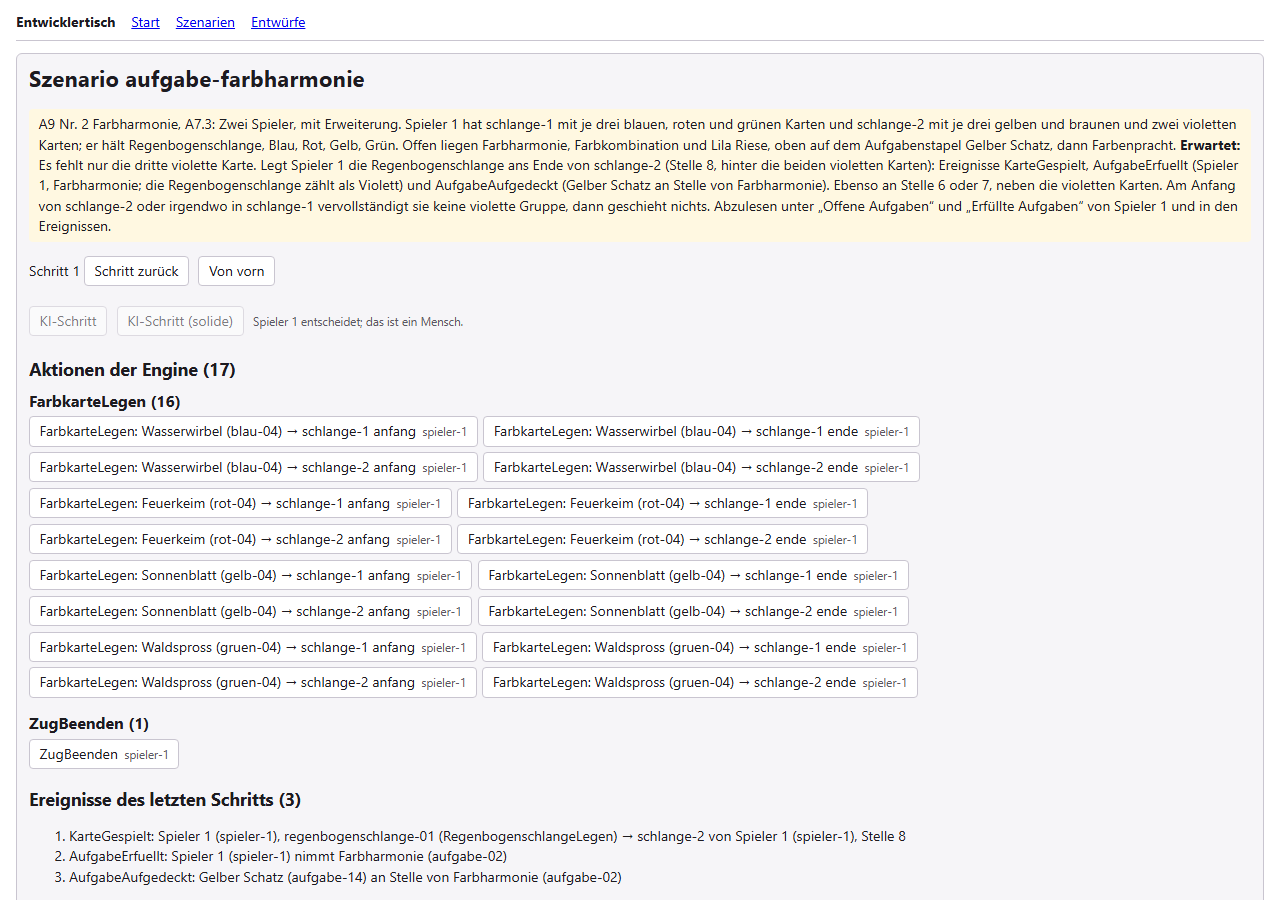 Entwicklertisch Start Szenarien Entwürfe
Szenario aufgabe-farbharmonie
A9 Nr. 2 Farbharmonie, A7.3: Zwei Spieler, mit Erweiterung. Spieler 1 hat schlange-1 mit je drei blauen, roten und grünen Karten und schlange-2 mit je drei gelben und braunen und zwei violetten
Karten; er hält Regenbogenschlange, Blau, Rot, Gelb, Grün. Offen liegen Farbharmonie, Farbkombination und Lila Riese, oben auf dem Aufgabenstapel Gelber Schatz, dann Farbenpracht. Erwartet:
Es fehlt nur die dritte violette Karte. Legt Spieler 1 die Regenbogenschlange ans Ende von schlange-2 (Stelle 8, hinter die beiden violetten Karten): Ereignisse KarteGespielt, AufgabeErfuellt (Spieler
1, Farbharmonie; die Regenbogenschlange zählt als Violett) und AufgabeAufgedeckt (Gelber Schatz an Stelle von Farbharmonie). Ebenso an Stelle 6 oder 7, neben die violetten Karten. Am Anfang
von schlange-2 oder irgendwo in schlange-1 vervollständigt sie keine violette Gruppe, dann geschieht nichts. Abzulesen unter „Offene Aufgaben“ und „Erfüllte Aufgaben“ von Spieler 1 und in den
Ereignissen.
Schritt 1 Schritt zurück Von vorn
KI-Schritt KI-Schritt (solide) Spieler 1 entscheidet; das ist ein Mensch.
Aktionen der Engine (17)
FarbkarteLegen (16)
FarbkarteLegen: Wasserwirbel (blau-04) → schlange-1 anfang spieler-1 FarbkarteLegen: Wasserwirbel (blau-04) → schlange-1 ende spieler-1
FarbkarteLegen: Wasserwirbel (blau-04) → schlange-2 anfang spieler-1 FarbkarteLegen: Wasserwirbel (blau-04) → schlange-2 ende spieler-1
FarbkarteLegen: Feuerkeim (rot-04) → schlange-1 anfang spieler-1 FarbkarteLegen: Feuerkeim (rot-04) → schlange-1 ende spieler-1
FarbkarteLegen: Feuerkeim (rot-04) → schlange-2 anfang spieler-1 FarbkarteLegen: Feuerkeim (rot-04) → schlange-2 ende spieler-1
FarbkarteLegen: Sonnenblatt (gelb-04) → schlange-1 anfang spieler-1 FarbkarteLegen: Sonnenblatt (gelb-04) → schlange-1 ende spieler-1
FarbkarteLegen: Sonnenblatt (gelb-04) → schlange-2 anfang spieler-1 FarbkarteLegen: Sonnenblatt (gelb-04) → schlange-2 ende spieler-1
FarbkarteLegen: Waldspross (gruen-04) → schlange-1 anfang spieler-1 FarbkarteLegen: Waldspross (gruen-04) → schlange-1 ende spieler-1
FarbkarteLegen: Waldspross (gruen-04) → schlange-2 anfang spieler-1 FarbkarteLegen: Waldspross (gruen-04) → schlange-2 ende spieler-1
ZugBeenden (1)
ZugBeenden spieler-1
Ereignisse des letzten Schritts (3)
1. KarteGespielt: Spieler 1 (spieler-1), regenbogenschlange-01 (RegenbogenschlangeLegen) → schlange-2 von Spieler 1 (spieler-1), Stelle 8
2. AufgabeErfuellt: Spieler 1 (spieler-1) nimmt Farbharmonie (aufgabe-02)
3. AufgabeAufgedeckt: Gelber Schatz (aufgabe-14) an Stelle von Farbharmonie (aufgabe-02)